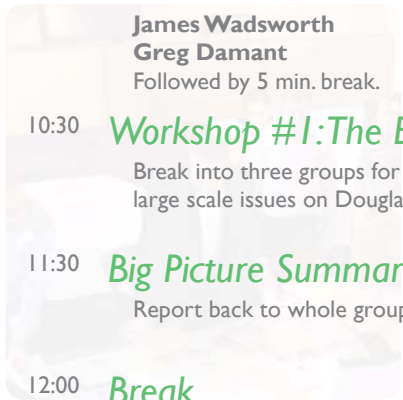 James Wadsworth
Greg Damant
Followed by 5 min. break.
10:30 Workshop #1: The
Break into three groups for
large scale issues on
11:30 Big Picture
Report back to whole
12:00 Break